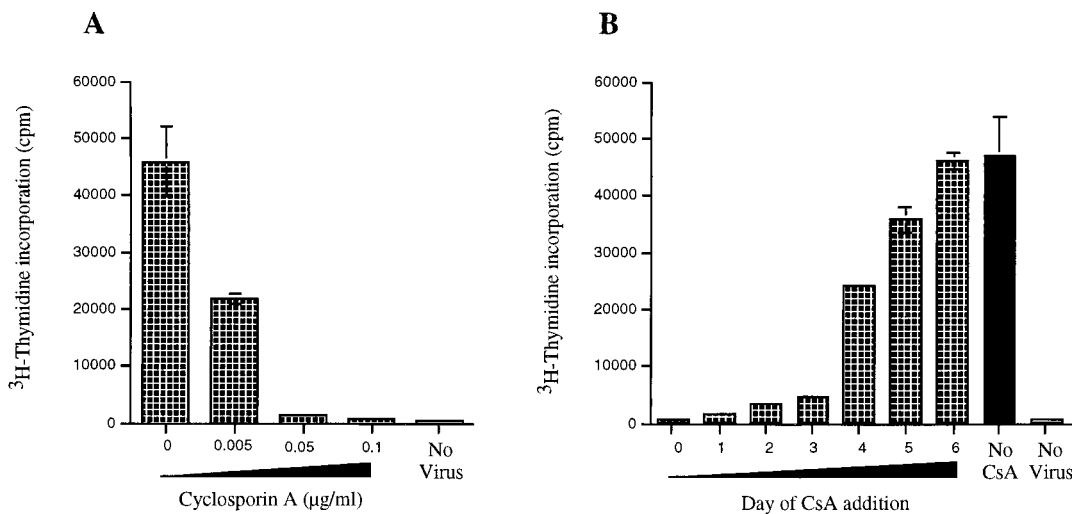 A
60000
50000
40000
30000
20000
10000
0
³H-Thymidine incorporation (cpm)
0 0.005 0.05 0.1 No Virus
Cyclosporin A (µg/ml)
B
60000
50000
40000
30000
20000
10000
0
³H-Thymidine incorporation (cpm)
0 1 2 3 4 5 6 No CsA No Virus
Day of CsA addition